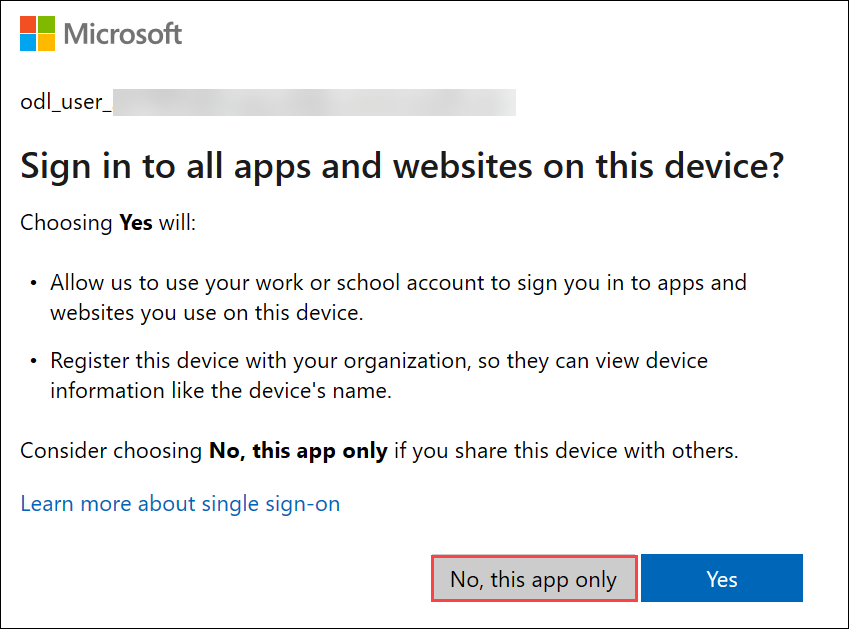 Microsoft
odl_user_
Sign in to all apps and websites on this device?
Choosing Yes will:
• Allow us to use your work or school account to sign you in to apps and
websites you use on this device.
• Register this device with your organization, so they can view device
information like the device's name.
Consider choosing No, this app only if you share this device with others.
Learn more about single sign-on
No, this app only
Yes